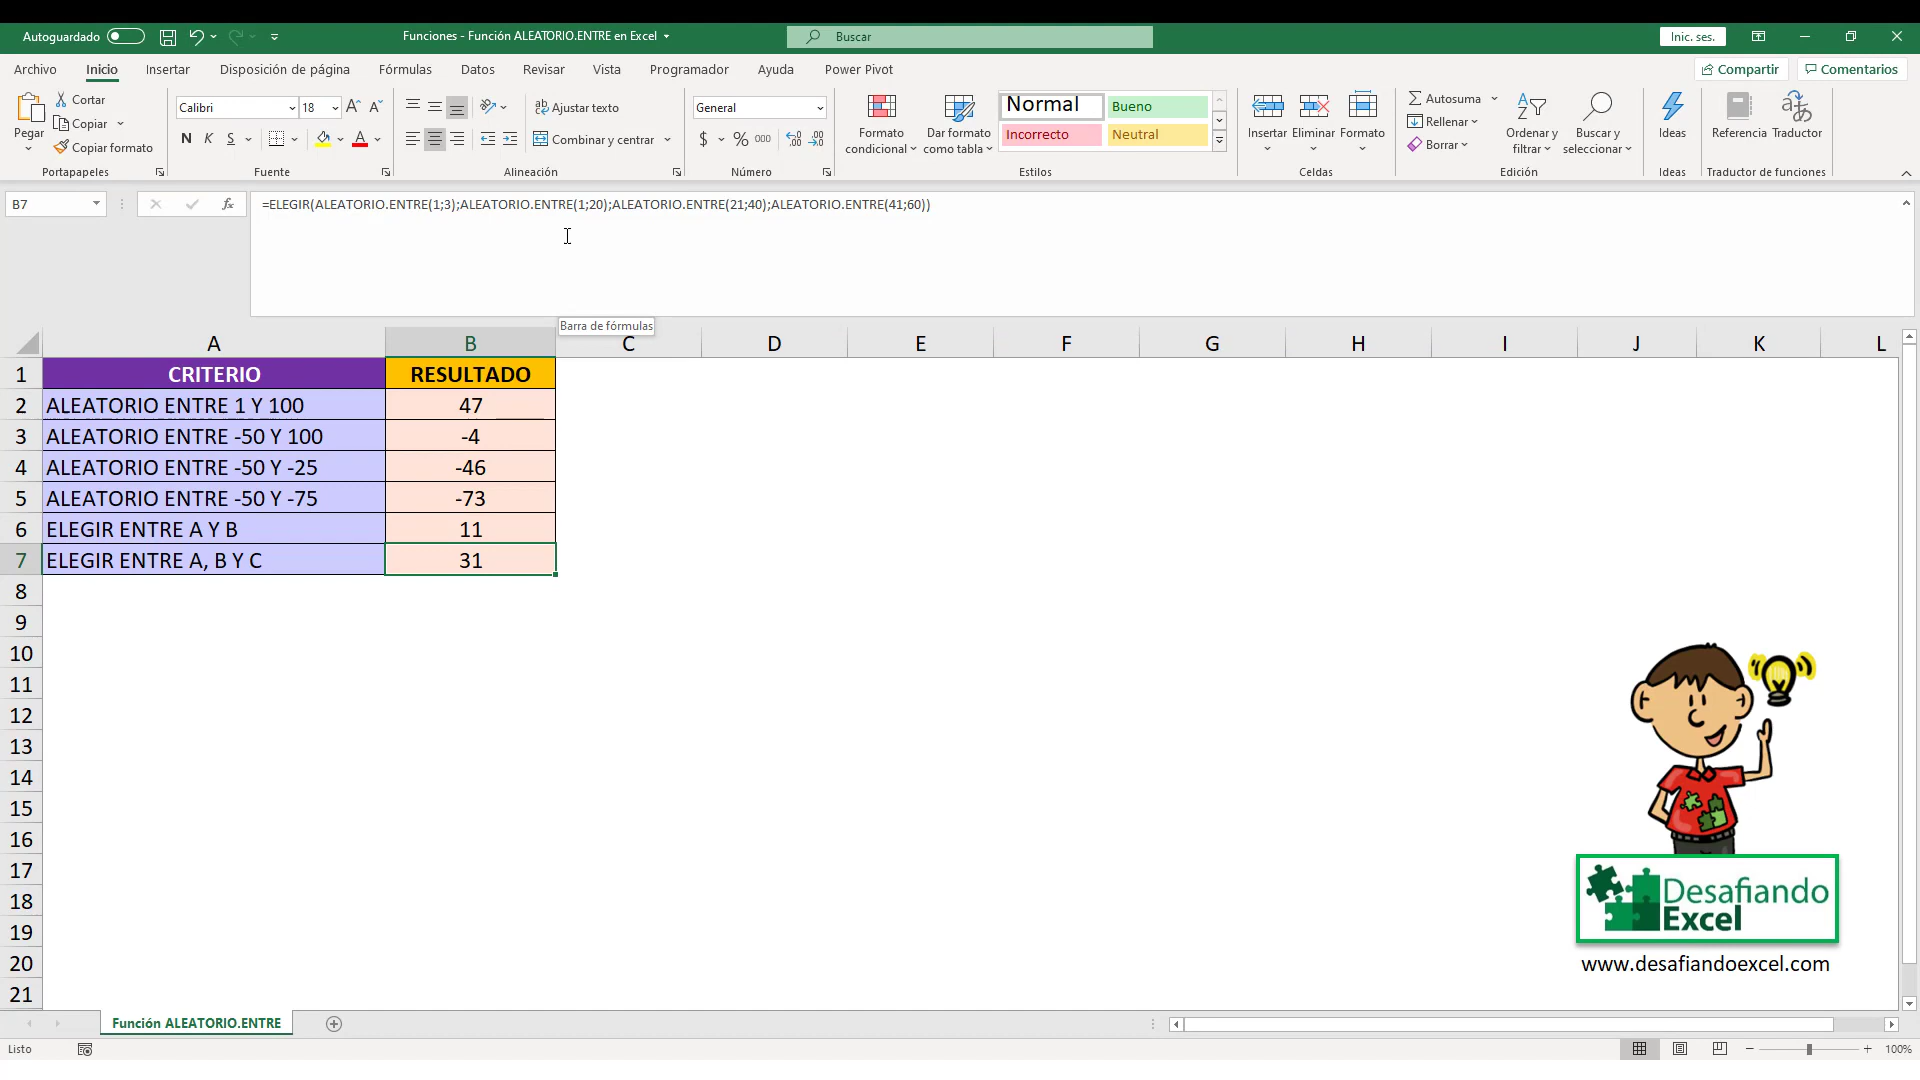 Autoguardado
Funciones - Función ALEATORIO.ENTRE en Excel
Buscar
Inic. ses.
Archivo Inicio Insertar Disposición de página Fórmulas Datos Revisar Vista Programador Ayuda Power Pivot
Compartir Comentarios
Pegar
Cortar
Copiar
Copiar formato
Portapapeles
Calibri 18
N K S
Fuente
Ajustar texto
Combinar y centrar
Alineación
General
$ % 000
Número
Formato condicional
Dar formato como tabla
Normal Bueno
Incorrecto Neutral
Estilos
Insertar Eliminar Formato
Celdas
Autosuma
Rellenar
Borrar
Ordenar y filtrar
Buscar y seleccionar
Edición
Ideas
Ideas
Referencia Traductor
Traductor de funciones
B7
fx
=ELEGIR(ALEATORIO.ENTRE(1;3);ALEATORIO.ENTRE(1;20);ALEATORIO.ENTRE(21;40);ALEATORIO.ENTRE(41;60))
Barra de fórmulas
A B C D E F G H I J K L
1 CRITERIO RESULTADO
2 ALEATORIO ENTRE 1 Y 100 47
3 ALEATORIO ENTRE -50 Y 100 -4
4 ALEATORIO ENTRE -50 Y -25 -46
5 ALEATORIO ENTRE -50 Y -75 -73
6 ELEGIR ENTRE A Y B 11
7 ELEGIR ENTRE A, B Y C 31
8
9
10
11
12
13
14
15
16
17
18
19
20
21
Desafiando
Excel
www.desafiandoexcel.com
Función ALEATORIO.ENTRE
Listo
100%